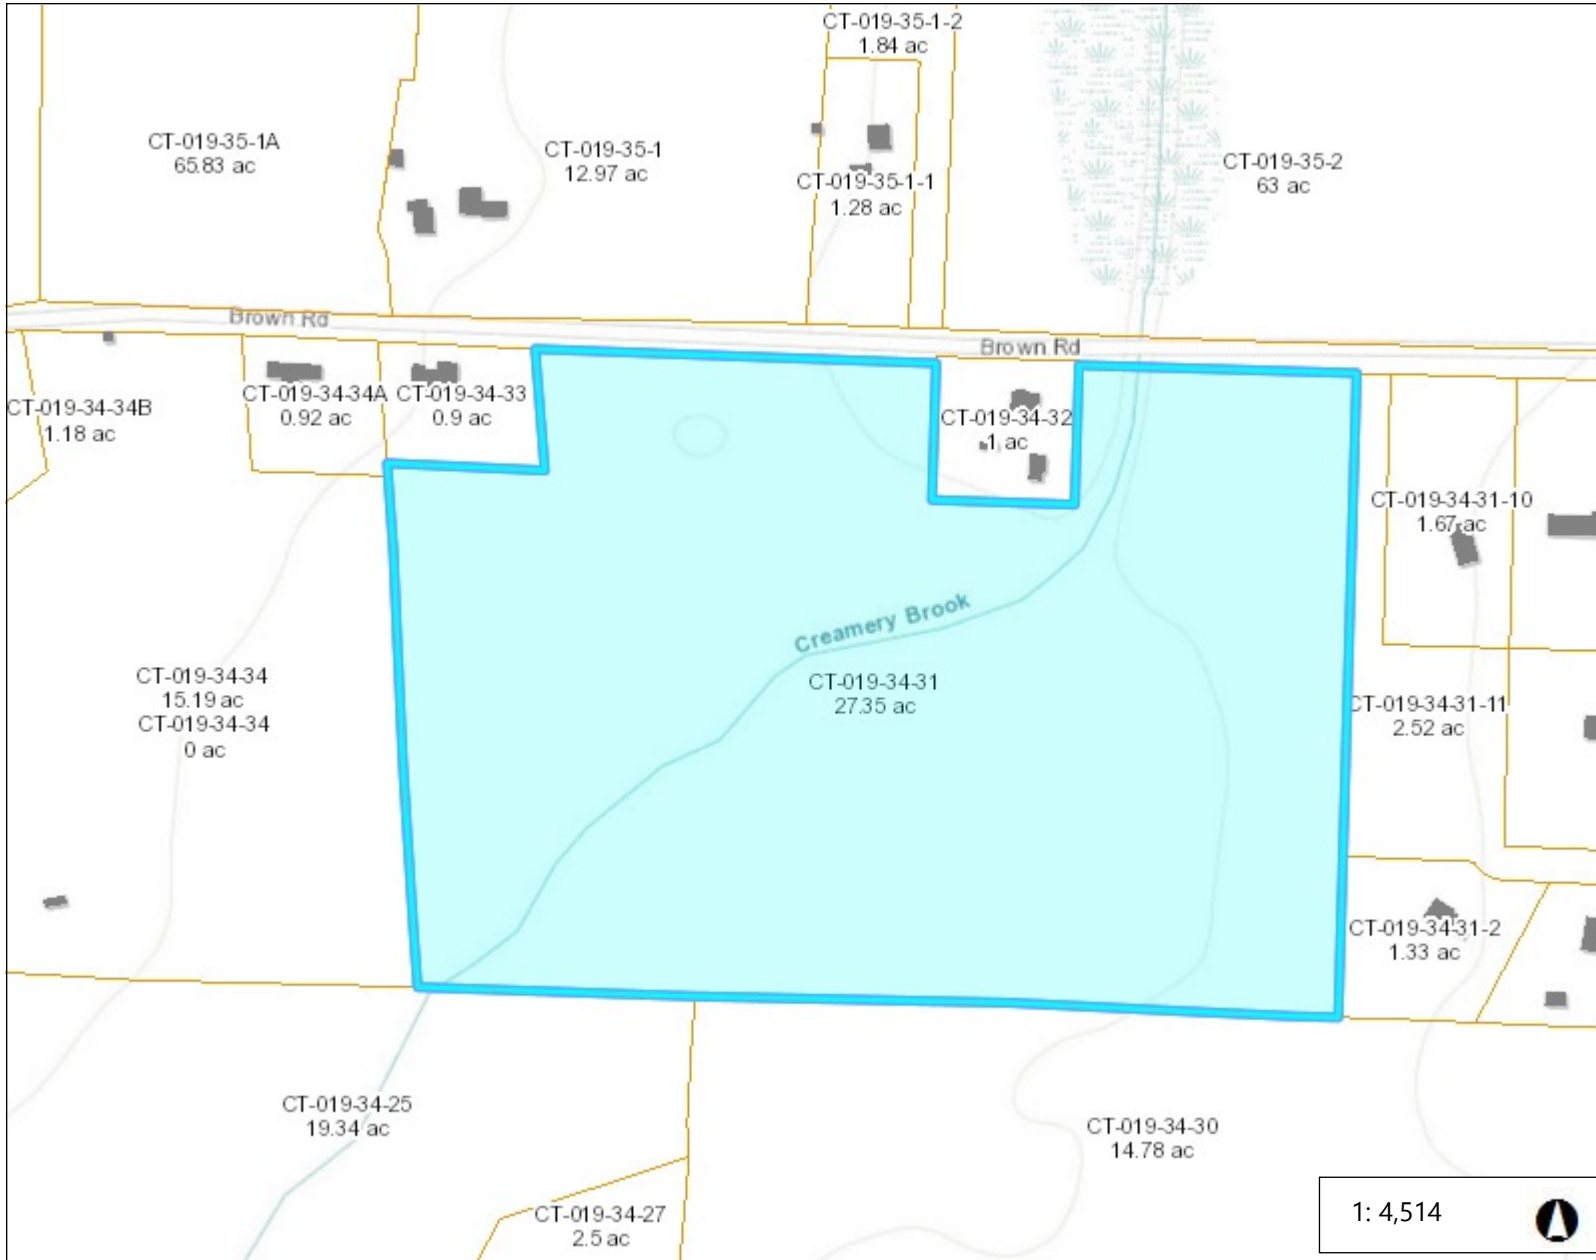 CT-019-35-1-2
1.84 ac
CT-019-35-1A
65.83 ac
CT-019-35-1
12.97 ac
CT-019-35-1-1
1.28 ac
CT-019-35-2
63 ac
Brown Rd
Brown Rd
CT-019-34-34B
1.18 ac
CT-019-34-34A
0.92 ac
CT-019-34-33
0.9 ac
CT-019-34-32
1 ac
CT-019-34-31-10
1.67 ac
Creamery Brook
CT-019-34-34
15.19 ac
CT-019-34-34
0 ac
CT-019-34-31
27.35 ac
CT-019-34-31-11
2.52 ac
CT-019-34-31-2
1.33 ac
CT-019-34-25
19.34 ac
CT-019-34-30
14.78 ac
CT-019-34-27
2.5 ac
1: 4,514